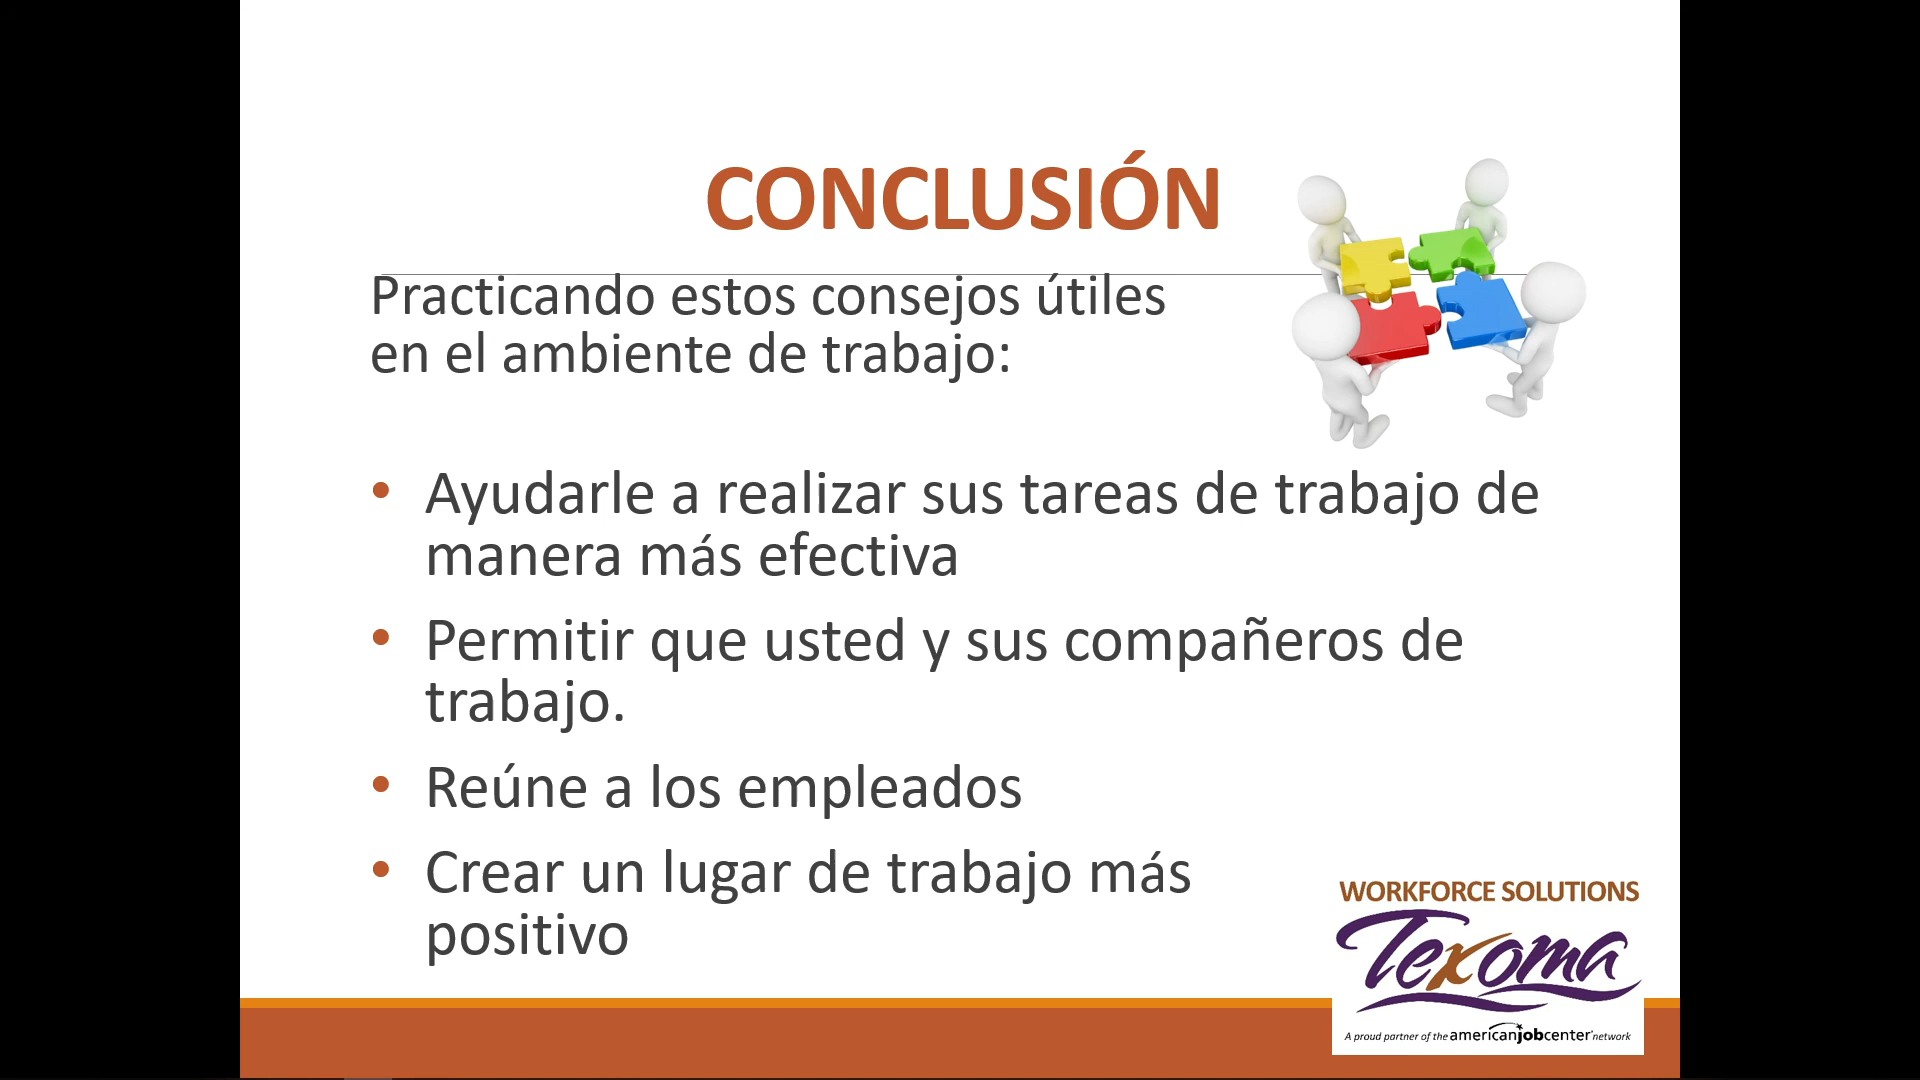 CONCLUSIÓN
Practicando estos consejos útiles
en el ambiente de trabajo:
• Ayudarle a realizar sus tareas de trabajo de
manera más efectiva
• Permitir que usted y sus compañeros de
trabajo.
• Reúne a los empleados
• Crear un lugar de trabajo más
positivo
WORKFORCE SOLUTIONS
Texoma
A proud partner of the americanjobcenter network